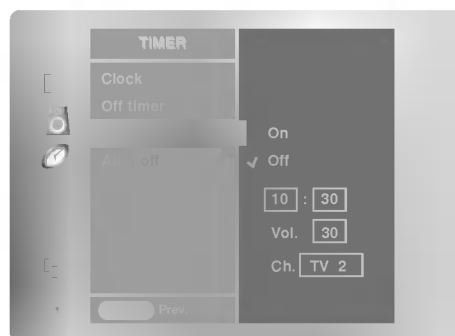 TIMER
Clock
Off timer
Auto off
On
Off
10 : 30
Vol. 30
Ch. TV 2
Prev.